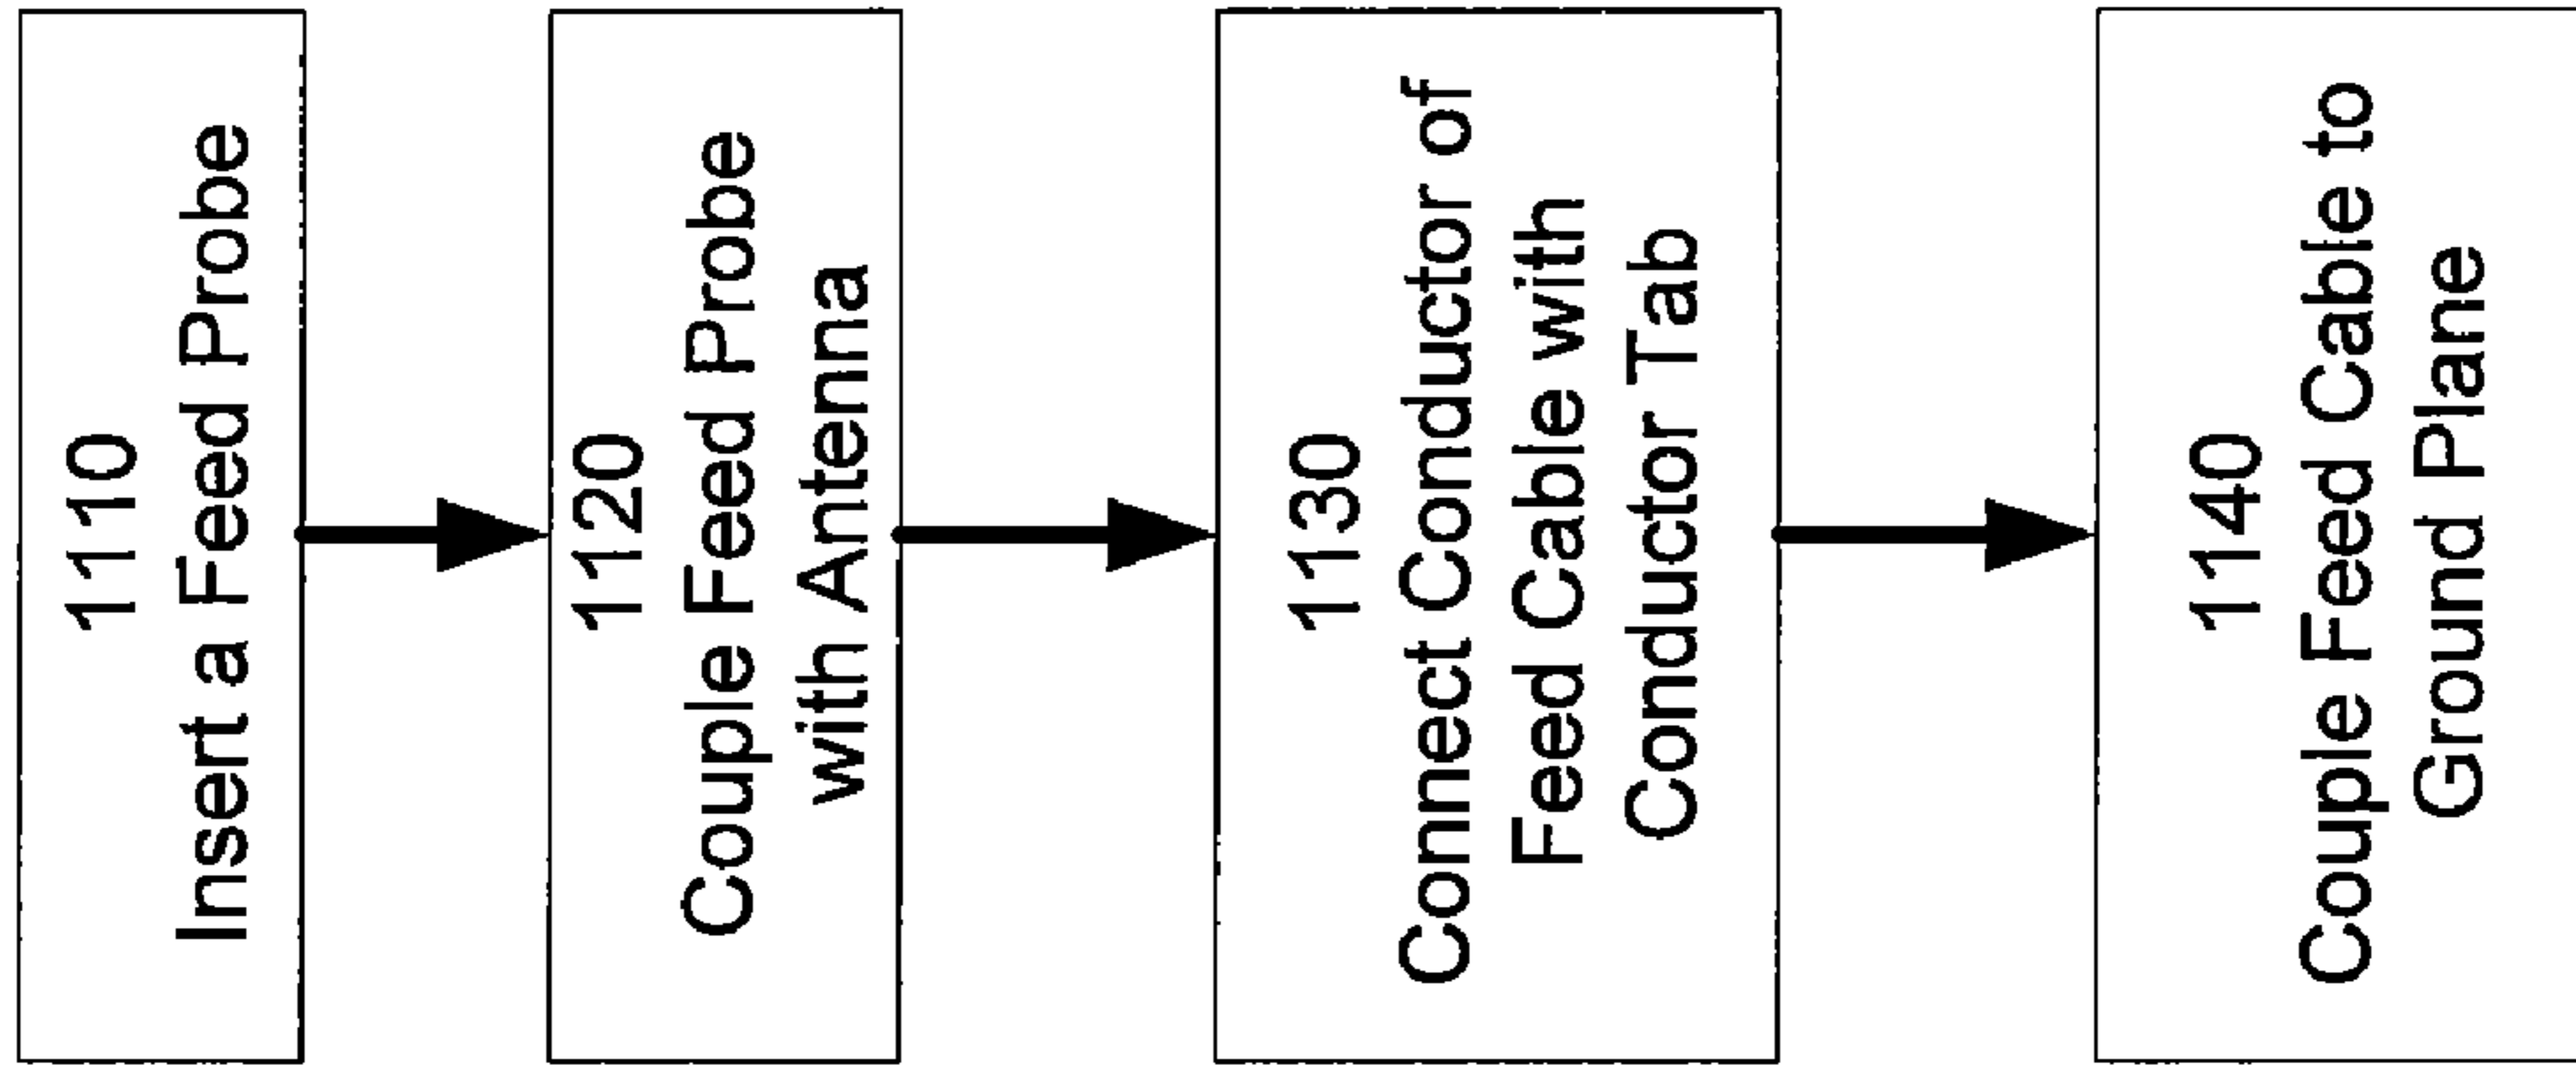 1110
Insert a Feed Probe
1120
Couple Feed Probe
with Antenna
1130
Connect Conductor of
Feed Cable with
Conductor Tab
1140
Couple Feed Cable to
Ground Plane